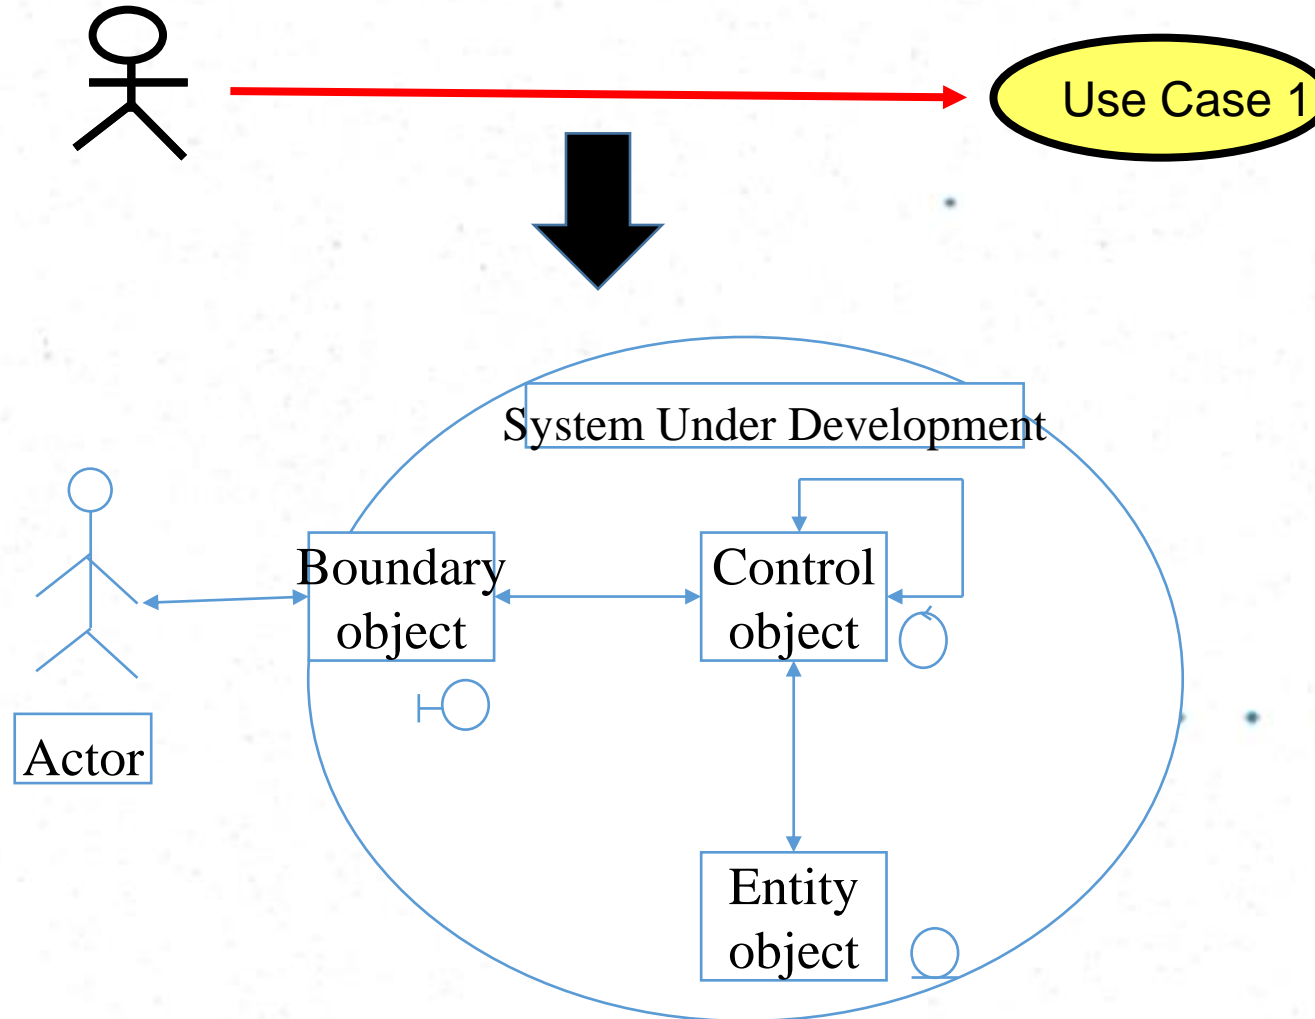 Use Case 1
System Under Development
Boundary
object
Control
object
Actor
Entity
object